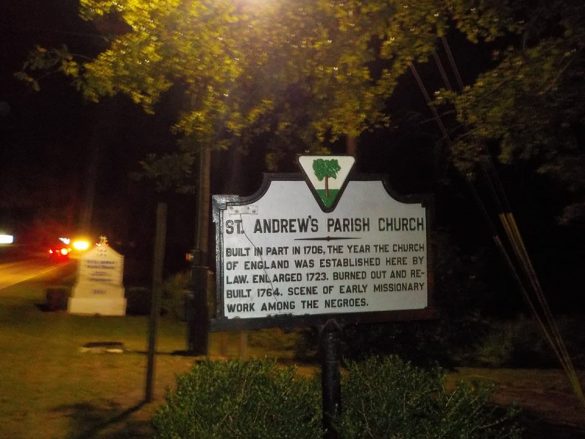 ST. ANDREW'S PARISH CHURCH
BUILT IN PART IN 1706, THE YEAR THE CHURCH
OF ENGLAND WAS ESTABLISHED HERE BY
LAW. ENLARGED 1723. BURNED OUT AND RE-
BUILT 1764. SCENE OF EARLY MISSIONARY
WORK AMONG THE NEGROES.